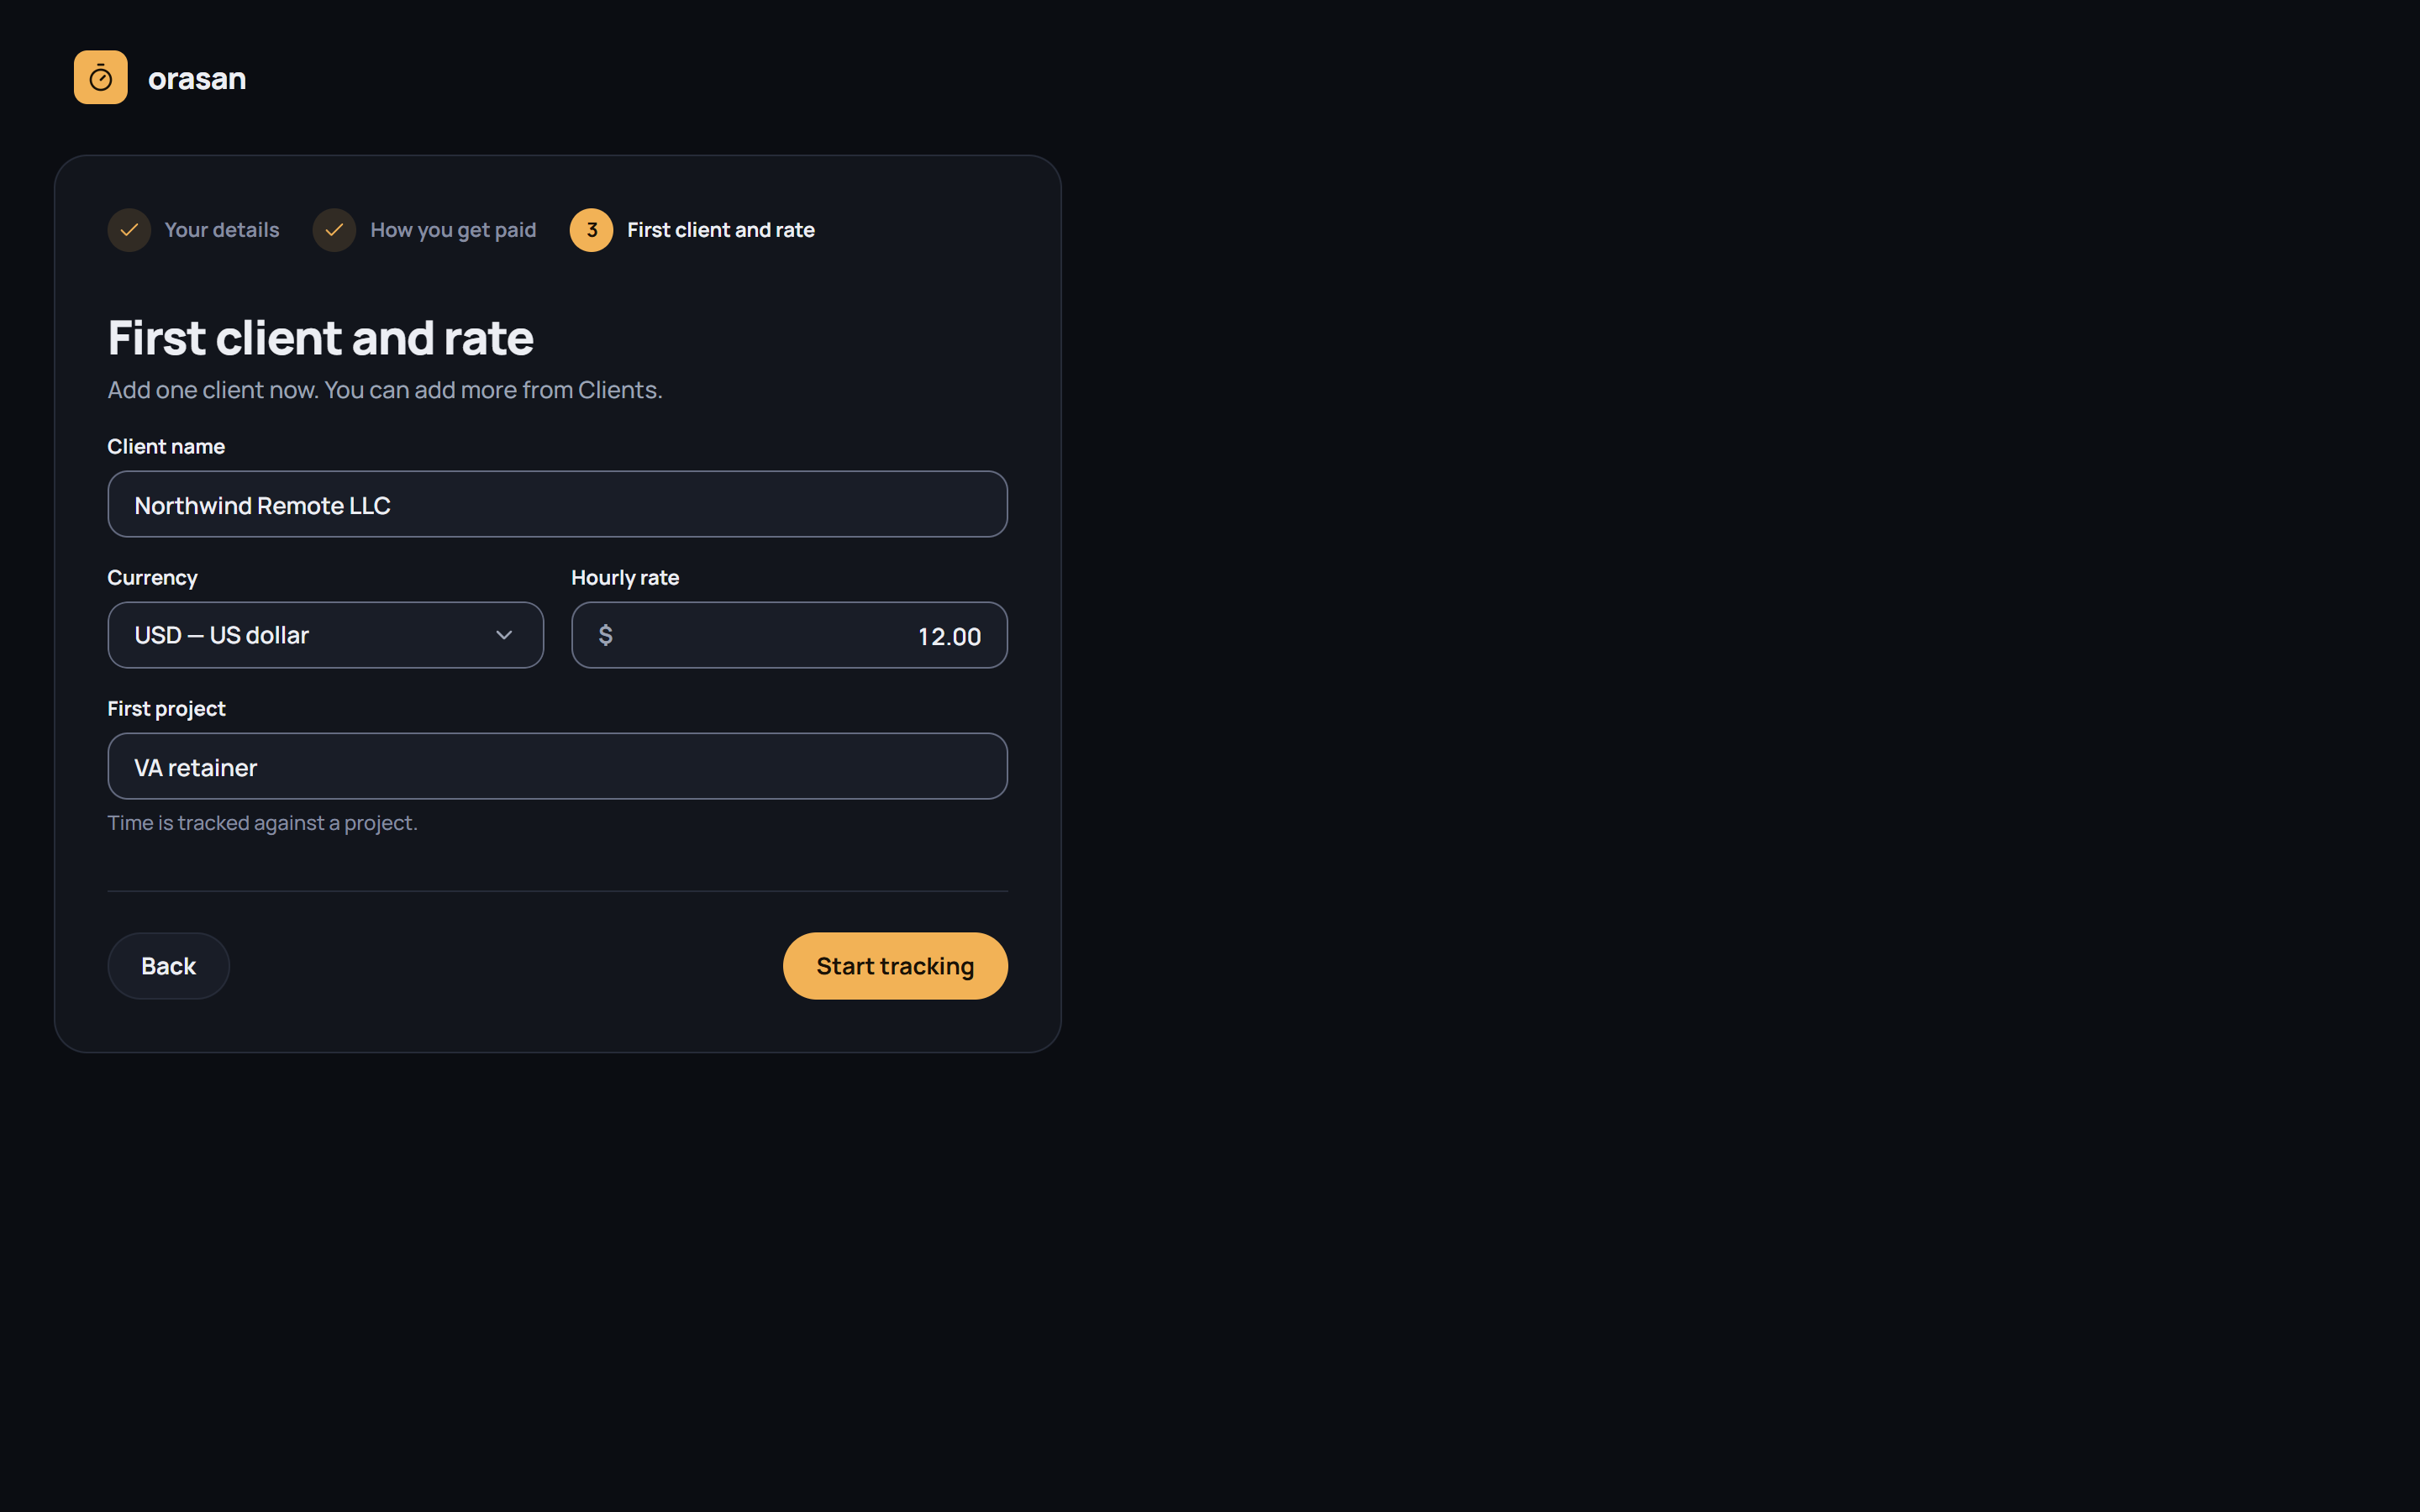 orasan
Your details
How you get paid
3
First client and rate
First client and rate
Add one client now. You can add more from Clients.
Client name
Northwind Remote LLC
Currency
Hourly rate
USD — US dollar
$
12.00
First project
VA retainer
Time is tracked against a project.
Back
Start tracking